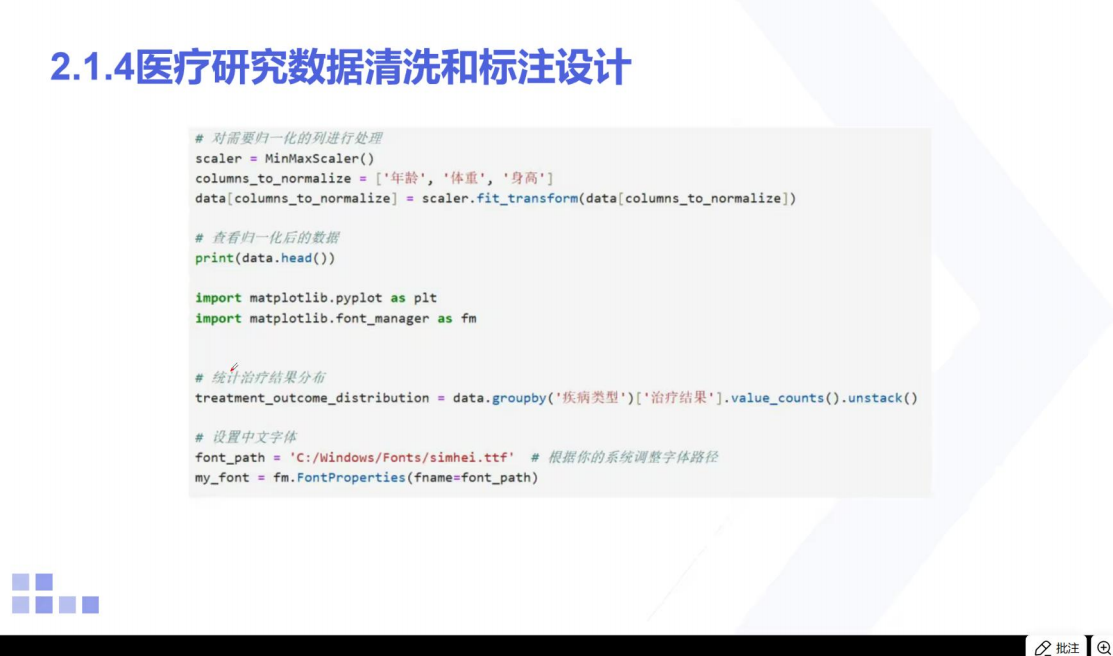 2.1.4医疗研究数据清洗和标注设计
# 对需要归一化的列进行处理
scaler = MinMaxScaler()
columns_to_normalize = ['年龄', '体重', '身高']
data[columns_to_normalize] = scaler.fit_transform(data[columns_to_normalize])
# 查看归一化后的数据
print(data.head())
import matplotlib.pyplot as plt
import matplotlib.font_manager as fm
# 统计治疗结果分布
treatment_outcome_distribution = data.groupby('疾病类型')['治疗结果'].value_counts().unstack()
# 设置中文字体
font_path = 'C:/Windows/Fonts/simhei.ttf'  # 根据你的系统调整字体路径
my_font = fm.FontProperties(fname=font_path)
批注